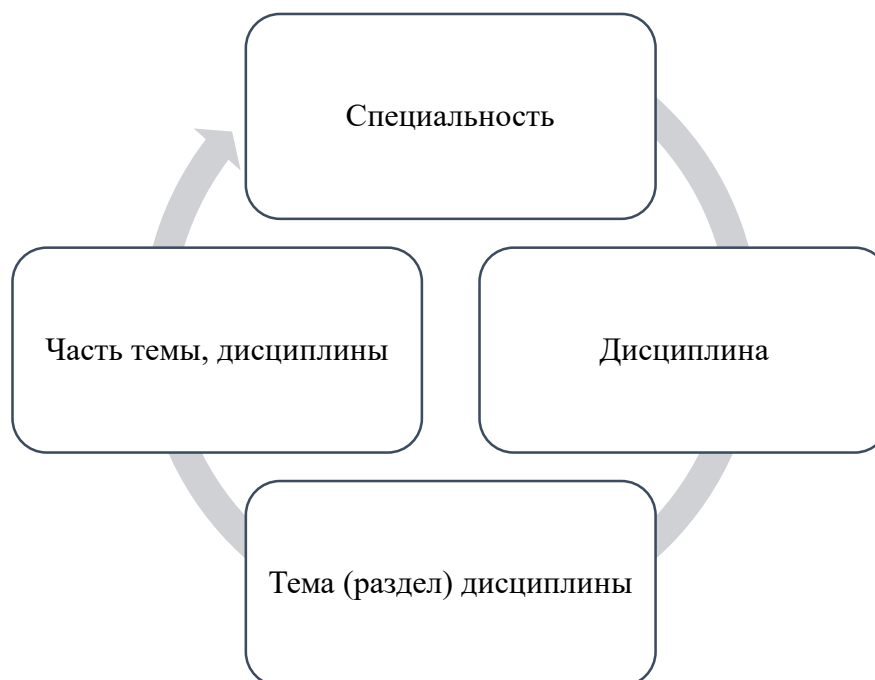 Специальность
Часть темы, дисциплины
Дисциплина
Тема (раздел) дисциплины